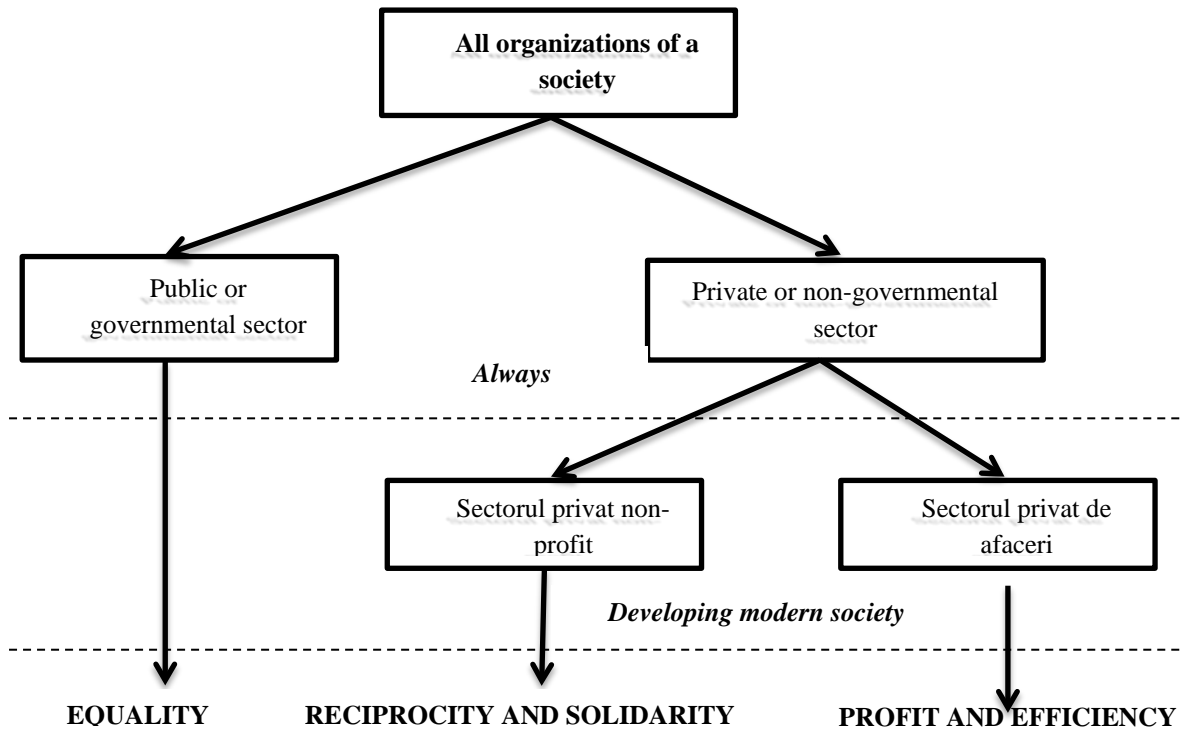 All organizations of a
society
Public or
governmental sector
Private or non-governmental
sector
Always
Sectorul privat non-
profit
Sectorul privat de
afaceri
Developing modern society
EQUALITY
RECIPROCITY AND SOLIDARITY
PROFIT AND EFFICIENCY